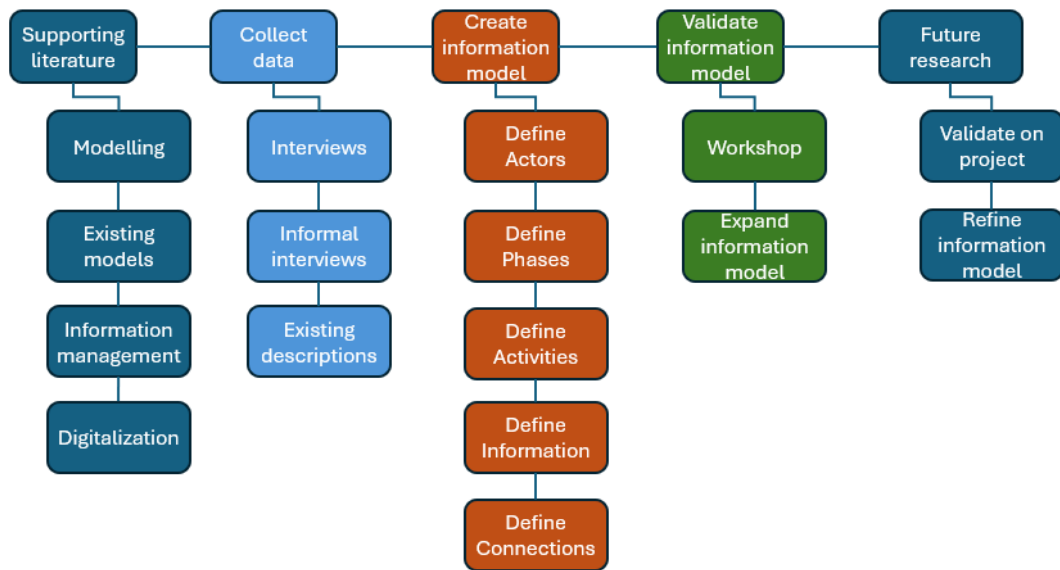 Supporting
literature
Collect
data
Create
information
model
Validate
information
model
Future
research
Modelling
Existing
models
Information
management
Digitalization
Interviews
Informal
interviews
Existing
descriptions
Define
Actors
Define
Phases
Define
Activities
Define
Information
Define
Connections
Workshop
Expand
information
model
Validate on
project
Refine
information
model